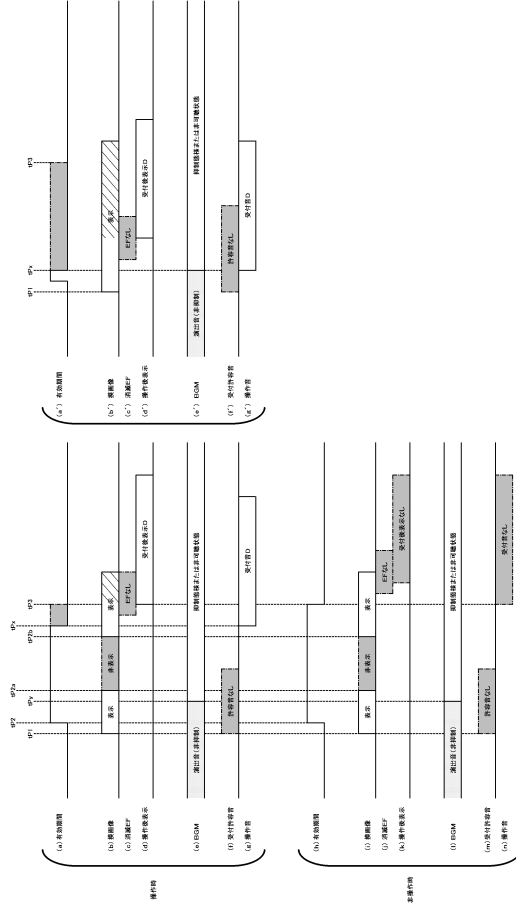 操作時
tP1
tP2
tPy
tP2a
tP2b
tPx
tP3
(a) 有効期間
(b) 模画像
表示
非表示
表示
(c) 消滅EF
EFなし
(d) 操作後表示
受付後表示D
(e) BGM
演出音(非抑制)
抑制態様または非可聴状態
(f) 受付許容音
許容音なし
(g) 操作音
受付音D
tP1
tPx
tP3
(a´) 有効期間
(b´) 模画像
表示
(c´) 消滅EF
EFなし
(d´) 操作後表示
受付後表示D
(e´) BGM
演出音(非抑制)
抑制態様または非可聴状態
(f´) 受付許容音
許容音なし
(g´) 操作音
受付音D
非操作時
(h) 有効期間
(i) 模画像
表示
非表示
表示
(j) 消滅EF
EFなし
(k) 操作後表示
受付後表示なし
(l) BGM
演出音(非抑制)
抑制態様または非可聴状態
(m) 受付許容音
許容音なし
(n) 操作音
受付音なし